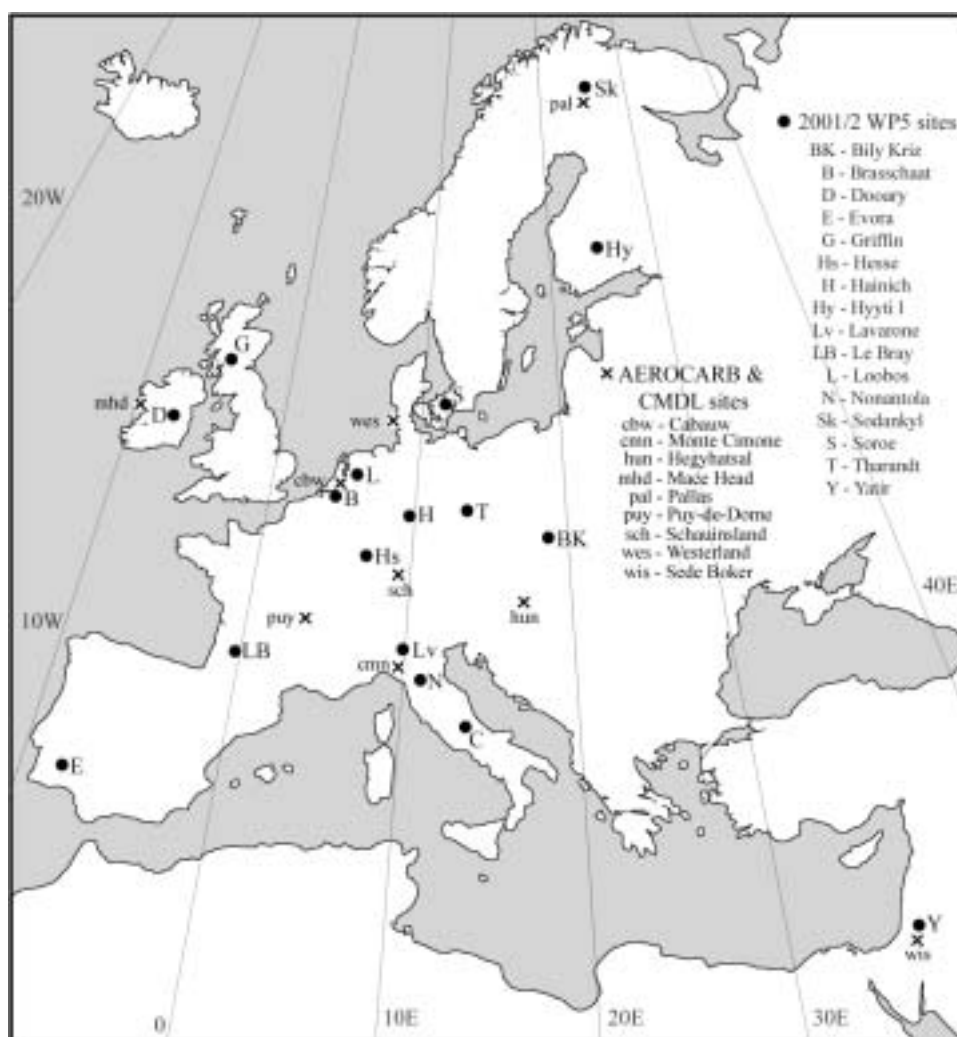 Sk
pal
2001/2 WP5 sites
BK - Bily Kriz
B - Brasschaat
D - Dooary
E - Evora
G - Griffin
Hs - Hesse
H - Hainich
Hy - Hyyti l
Lv - Lavarone
LB - Le Bray
L - Loobos
N - Nonantola
Sk - Sodankyl
S - Soroe
T - Tharandt
Y - Yatir
20W
Hy
G
AEROCARB &
CMDL sites
cbw - Cabauw
cmn - Monte Cimone
hun - Hegyhatsal
mhd - Mace Head
pal - Pallas
puy - Puy-de-Dome
sch - Schauinsland
wes - Westerland
wis - Sede Boker
mhd
D
wes
S
cbw
L
B
H
T
BK
Hs
sch
40E
10W
puy
hun
LB
Lv
cmn
N
C
E
Y
wis
0
10E
20E
30E